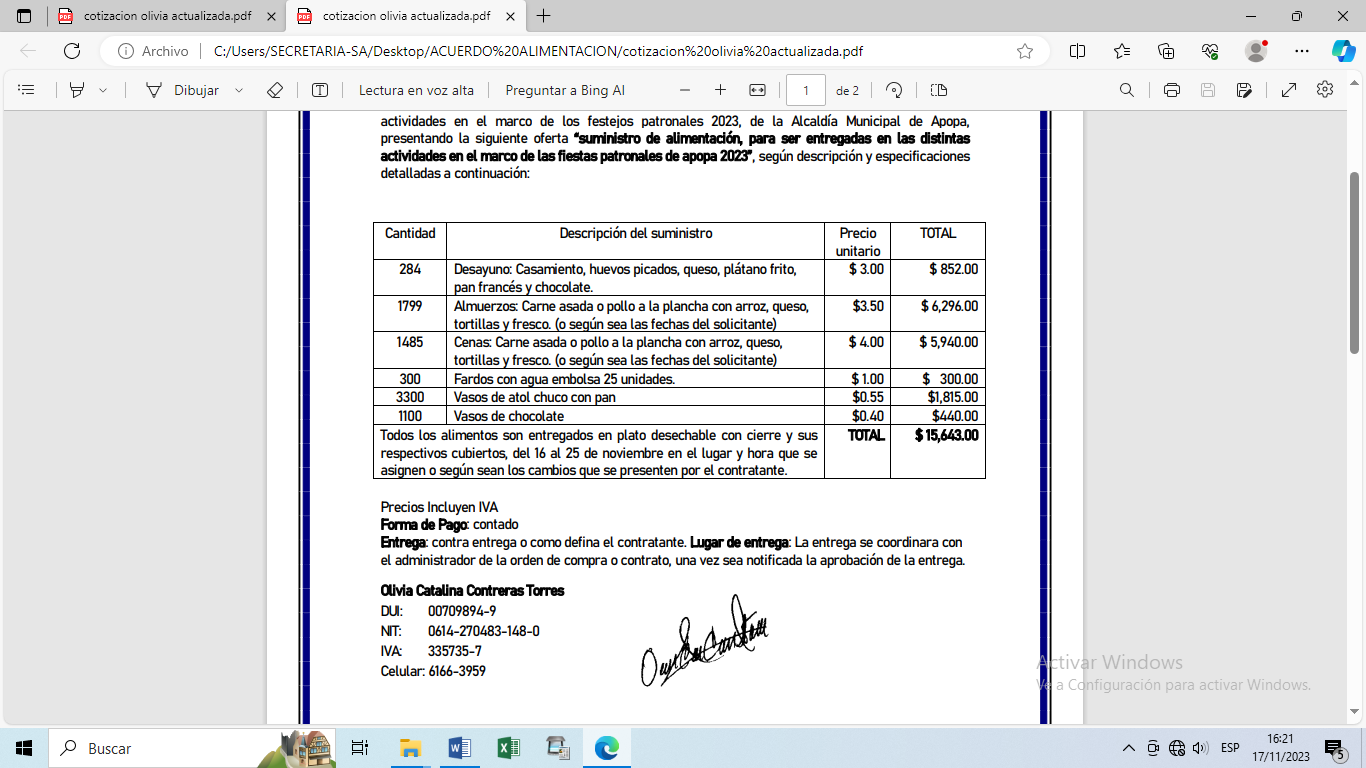 cotizacion olivia actualizada.pdf
cotizacion olivia actualizada.pdf
Archivo
C:/Users/SECRETARIA-SA/Desktop/ACUERDO%20ALIMENTACION/cotizacion%20olivia%20actualizada.pdf
Dibujar
Lectura en voz alta
Preguntar a Bing AI
1
de 2
actividades en el marco de los festejos patronales 2023, de la Alcaldía Municipal de Apopa,
presentando la siguiente oferta "suministro de alimentación, para ser entregadas en las distintas
actividades en el marco de las fiestas patronales de apopa 2023", según descripción y especificaciones
detalladas a continuación:
Cantidad Descripción del suministro Precio TOTAL
unitario
284 Desayuno: Casamiento, huevos picados, queso, plátano frito, $ 3.00 $ 852.00
pan francés y chocolate.
1799 Almuerzos: Carne asada o pollo a la plancha con arroz, queso, $3.50 $ 6,296.00
tortillas y fresco. (o según sea las fechas del solicitante)
1485 Cenas: Carne asada o pollo a la plancha con arroz, queso, $ 4.00 $ 5,940.00
tortillas y fresco. (o según sea las fechas del solicitante)
300 Fardos con agua embolsa 25 unidades. $ 1.00 $ 300.00
3300 Vasos de atol chuco con pan $0.55 $1,815.00
1100 Vasos de chocolate $0.40 $440.00
Todos los alimentos son entregados en plato desechable con cierre y sus TOTAL $ 15,643.00
respectivos cubiertos, del 16 al 25 de noviembre en el lugar y hora que se
asignen o según sean los cambios que se presenten por el contratante.
Precios Incluyen IVA
Forma de Pago: contado
Entrega: contra entrega o como defina el contratante. Lugar de entrega: La entrega se coordinara con
el administrador de la orden de compra o contrato, una vez sea notificada la aprobación de la entrega.
Olivia Catalina Contreras Torres
DUI: 00709894-9
NIT: 0614-270483-148-0
IVA: 335735-7
Celular: 6166-3959
Activar Windows
Ve a Configuración para activar Windows.
Buscar
ESP
16:21
17/11/2023
5